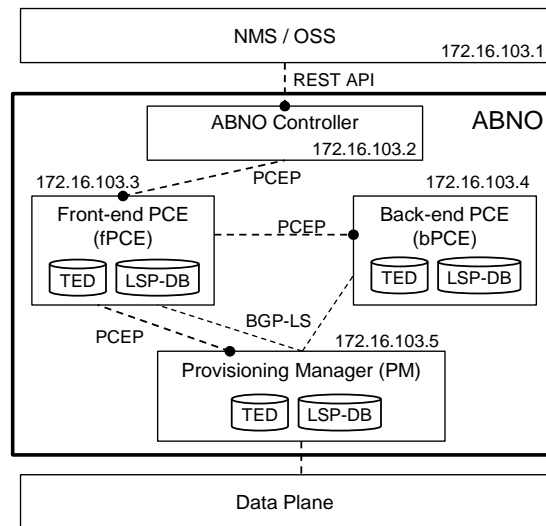 NMS / OSS
172.16.103.1
REST API
ABNO
ABNO Controller
172.16.103.2
PCEP
172.16.103.3
172.16.103.4
Front-end PCE
(fPCE)
PCEP
Back-end PCE
(bPCE)
TED
LSP-DB
TED
LSP-DB
BGP-LS
PCEP
172.16.103.5
Provisioning Manager (PM)
TED
LSP-DB
Data Plane